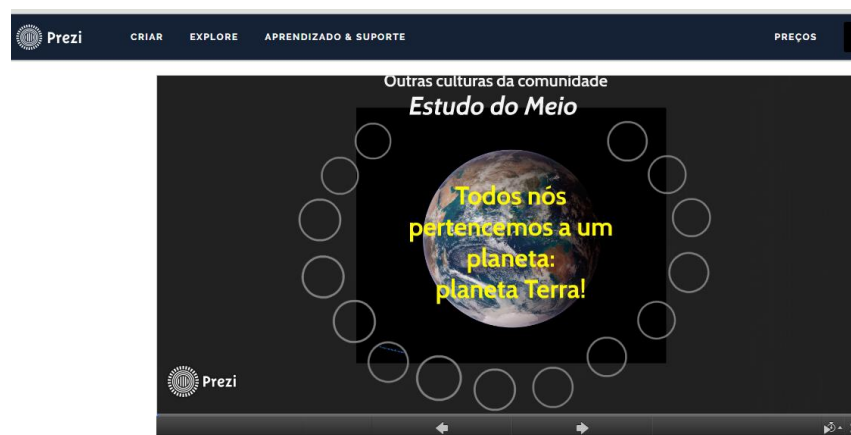 Prezi CRIAR EXPLORE APRENDIZADO & SUPORTE PREÇOS
Outras culturas da comunidade
Estudo do Meio
Todos nós
pertencemos a um
planeta:
planeta Terra!
Prezi